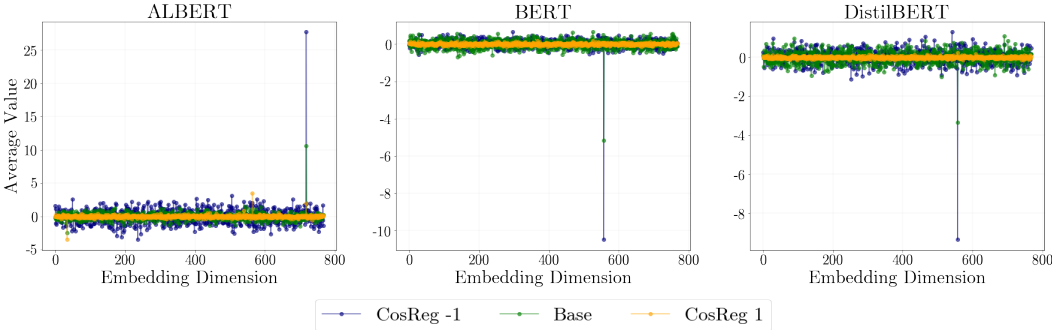 ALBERT
BERT
DistilBERT
Average Value
25
20
15
10
5
0
-5
0
-2
-4
-6
-8
-10
0
-2
-4
-6
-8
0 200 400 600 800
0 200 400 600 800
0 200 400 600 800
Embedding Dimension
Embedding Dimension
Embedding Dimension
CosReg -1 Base CosReg 1